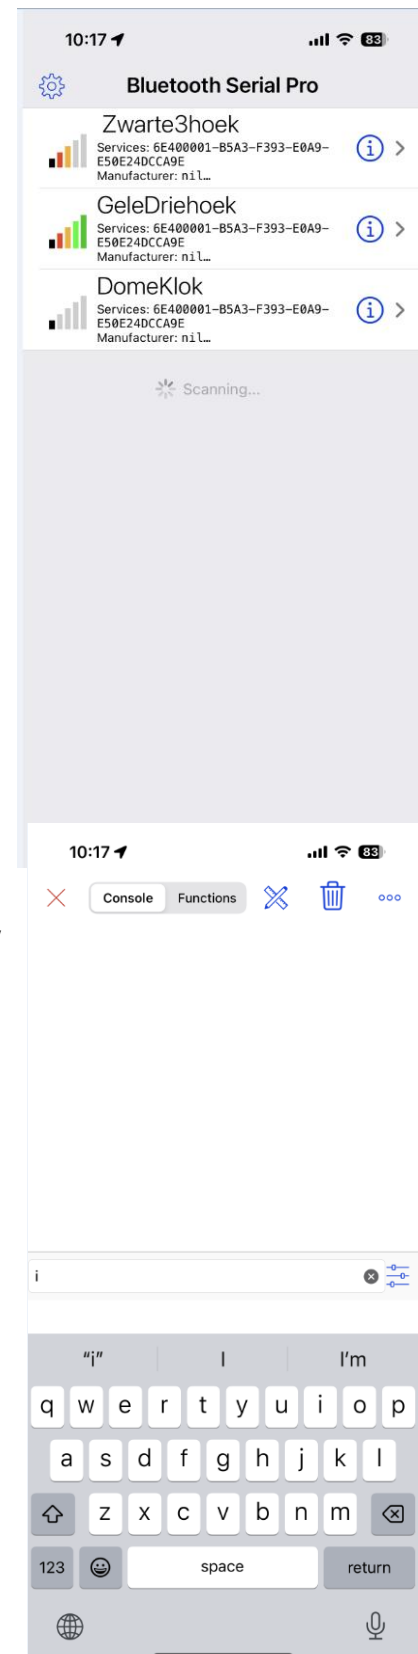 10:17
83
Bluetooth Serial Pro
Zwarte3hoek
Services: 6E400001-B5A3-F393-E0A9-
E50E24DCCA9E
Manufacturer: nil…
GeleDriehoek
Services: 6E400001-B5A3-F393-E0A9-
E50E24DCCA9E
Manufacturer: nil…
DomeKlok
Services: 6E400001-B5A3-F393-E0A9-
E50E24DCCA9E
Manufacturer: nil…
Scanning...
10:17
83
Console Functions
i
“i” I I'm
q w e r t y u i o p
a s d f g h j k l
z x c v b n m
123 space return